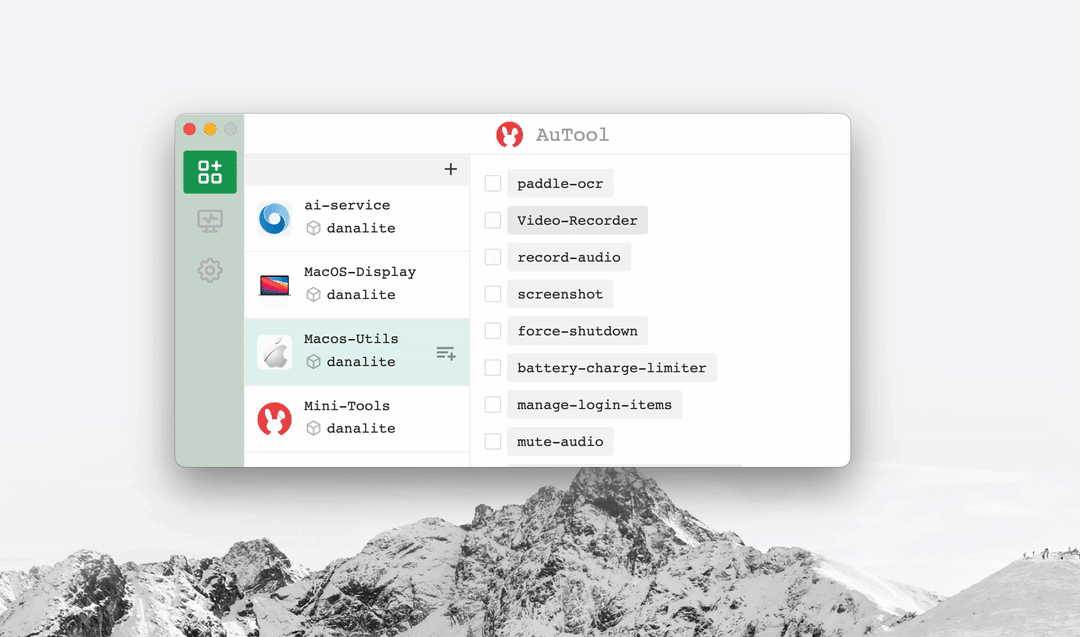 AuTool
ai-service
danalite
MacOS-Display
danalite
Macos-Utils
danalite
Mini-Tools
danalite
paddle-ocr
Video-Recorder
record-audio
screenshot
force-shutdown
battery-charge-limiter
manage-login-items
mute-audio